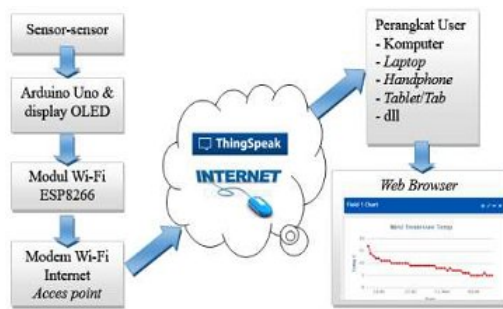 Sensor-sensor
Arduino Uno &
display OLED
Modul Wi-Fi
ESP8266
Modem Wi-Fi
Internet
Acces point
ThingSpeak
INTERNET
Perangkat User
- Komputer
- Laptop
- Handphone
- Tablet/Tab
- dll
Web Browser
Field 1 Chart